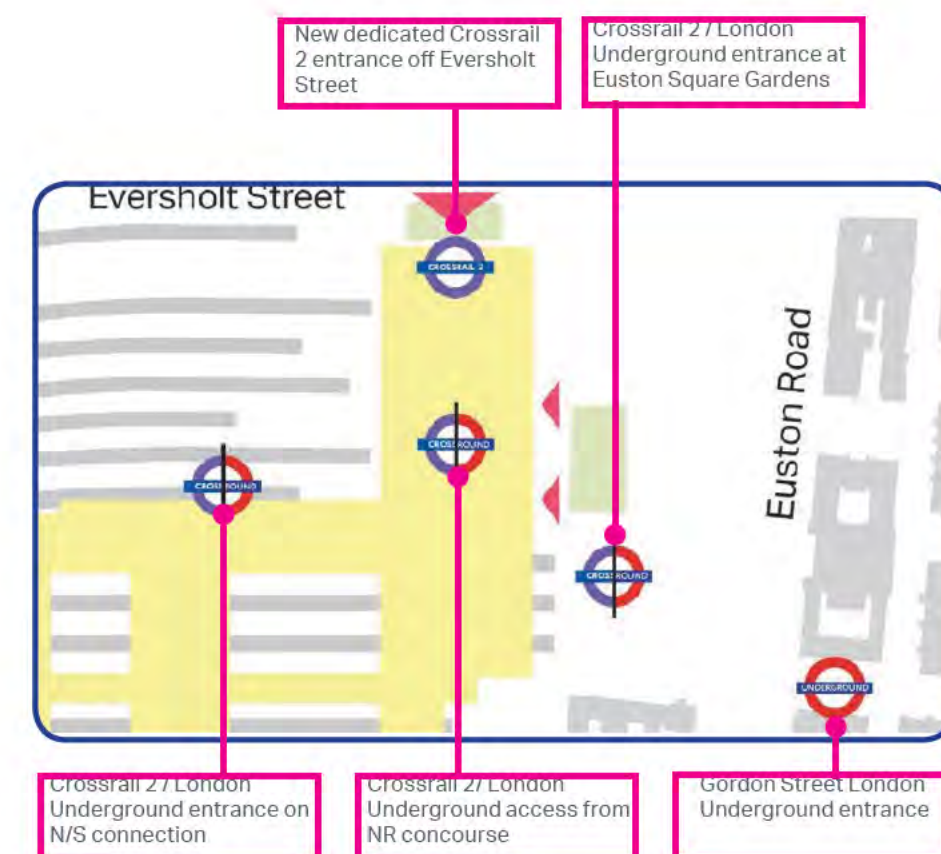 New dedicated Crossrail
2 entrance off Eversholt
Street
Crossrail 2 / London
Underground entrance at
Euston Square Gardens
Eversholt Street
CROSSRAIL 2
Euston Road
CROSSROUND
CROSSROUND
CROSSROUND
UNDERGROUND
Crossrail 2 / London
Underground entrance on
N/S connection
Crossrail 2/ London
Underground access from
NR concourse
Gordon Street London
Underground entrance